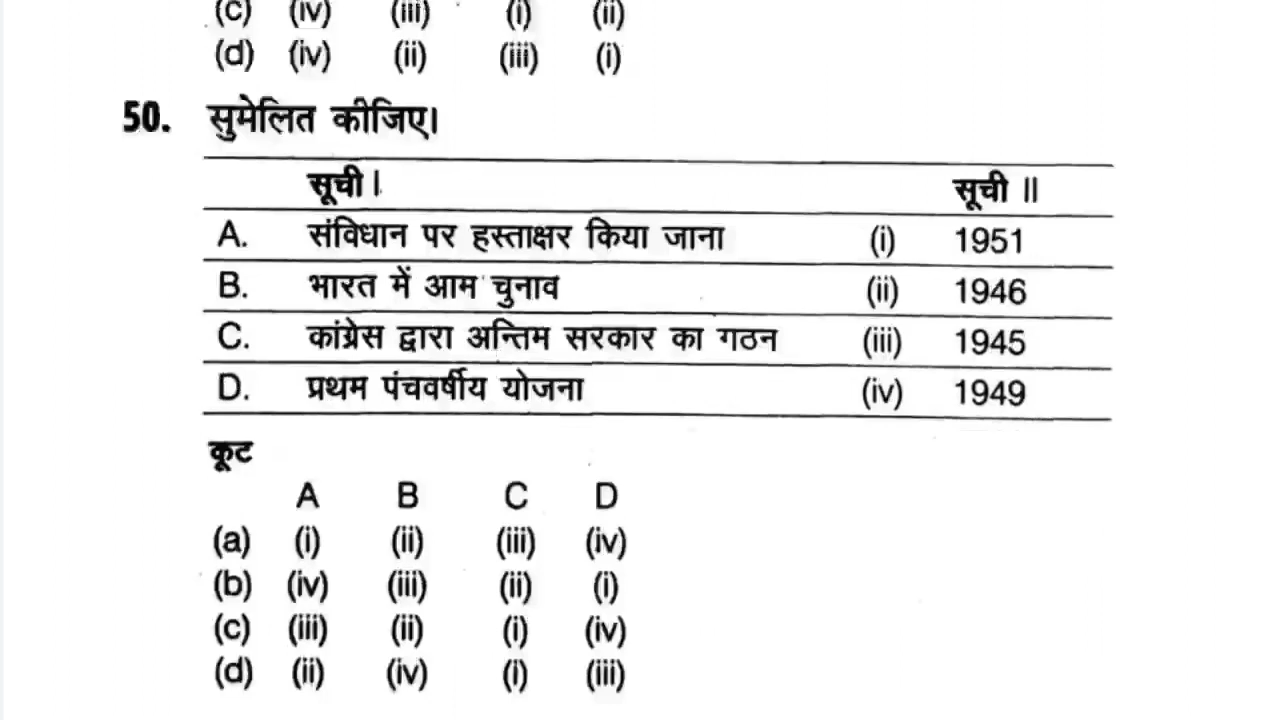 (c) (iv) (iii) (i) (ii)
(d) (iv) (ii) (iii) (i)
50. सुमेलित कीजिए।
सूची I सूची II
A. संविधान पर हस्ताक्षर किया जाना (i) 1951
B. भारत में आम चुनाव (ii) 1946
C. कांग्रेस द्वारा अन्तिम सरकार का गठन (iii) 1945
D. प्रथम पंचवर्षीय योजना (iv) 1949
कूट
A B C D
(a) (i) (ii) (iii) (iv)
(b) (iv) (iii) (ii) (i)
(c) (iii) (ii) (i) (iv)
(d) (ii) (iv) (i) (iii)